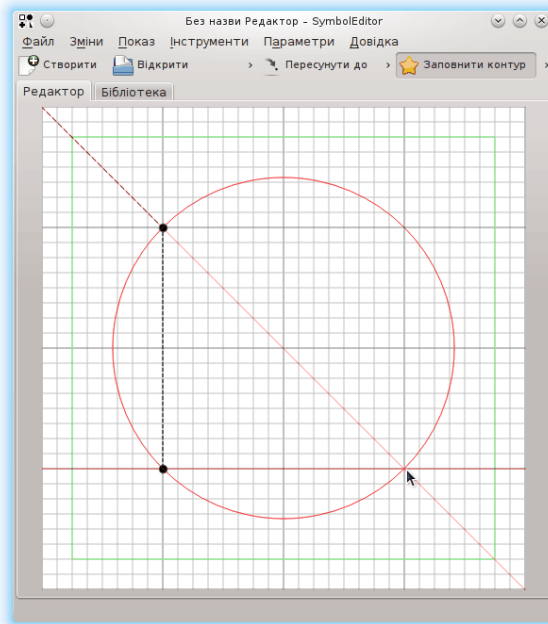 Без назви Редактор – SymbolEditor
Файл Зміни Показ Інструменти Параметри Довідка
Створити Відкрити › Пересунути до › Заповнити контур ›
Редактор Бібліотека